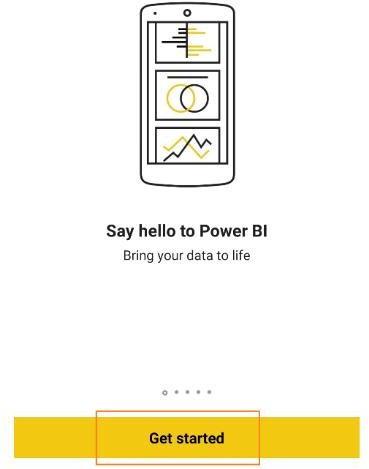 Say hello to Power BI
Bring your data to life
Get started